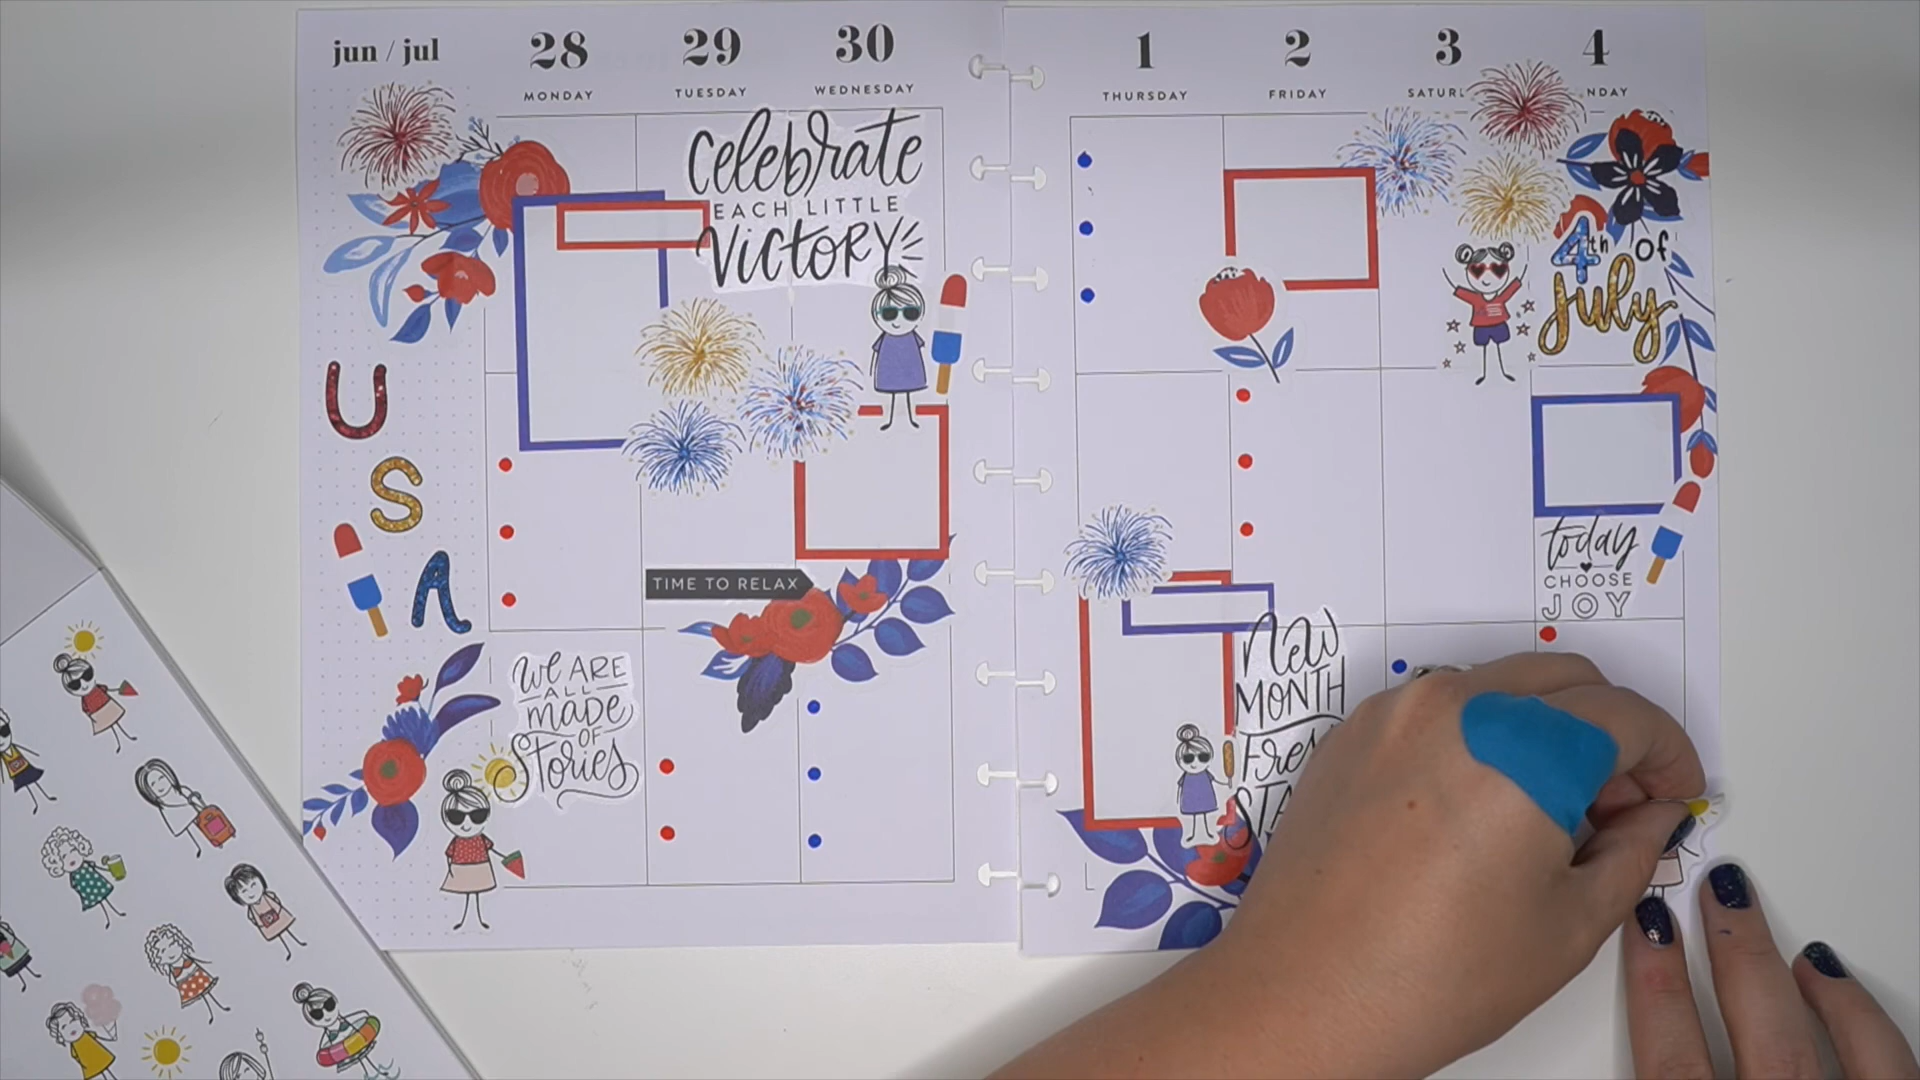 jun / jul
28
29
30
MONDAY
TUESDAY
WEDNESDAY
Celebrate
EACH LITTLE
VICTORY
U
S
A
TIME TO RELAX
We ARE
ALL
maDe
OF
Stories
1
2
3
4
THURSDAY
FRIDAY
4th of
July
today
CHOOSE
JOY
New
MONTH